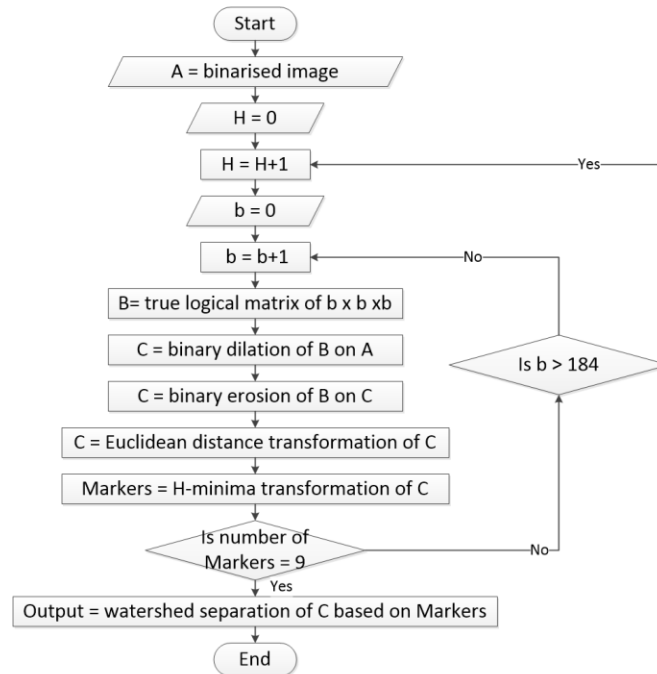 Start
A = binarised image
H = 0
H = H+1
Yes
b = 0
b = b+1
No
B= true logical matrix of b x b xb
C = binary dilation of B on A
Is b > 184
C = binary erosion of B on C
C = Euclidean distance transformation of C
Markers = H-minima transformation of C
Is number of
Markers = 9
No
Yes
Output = watershed separation of C based on Markers
End